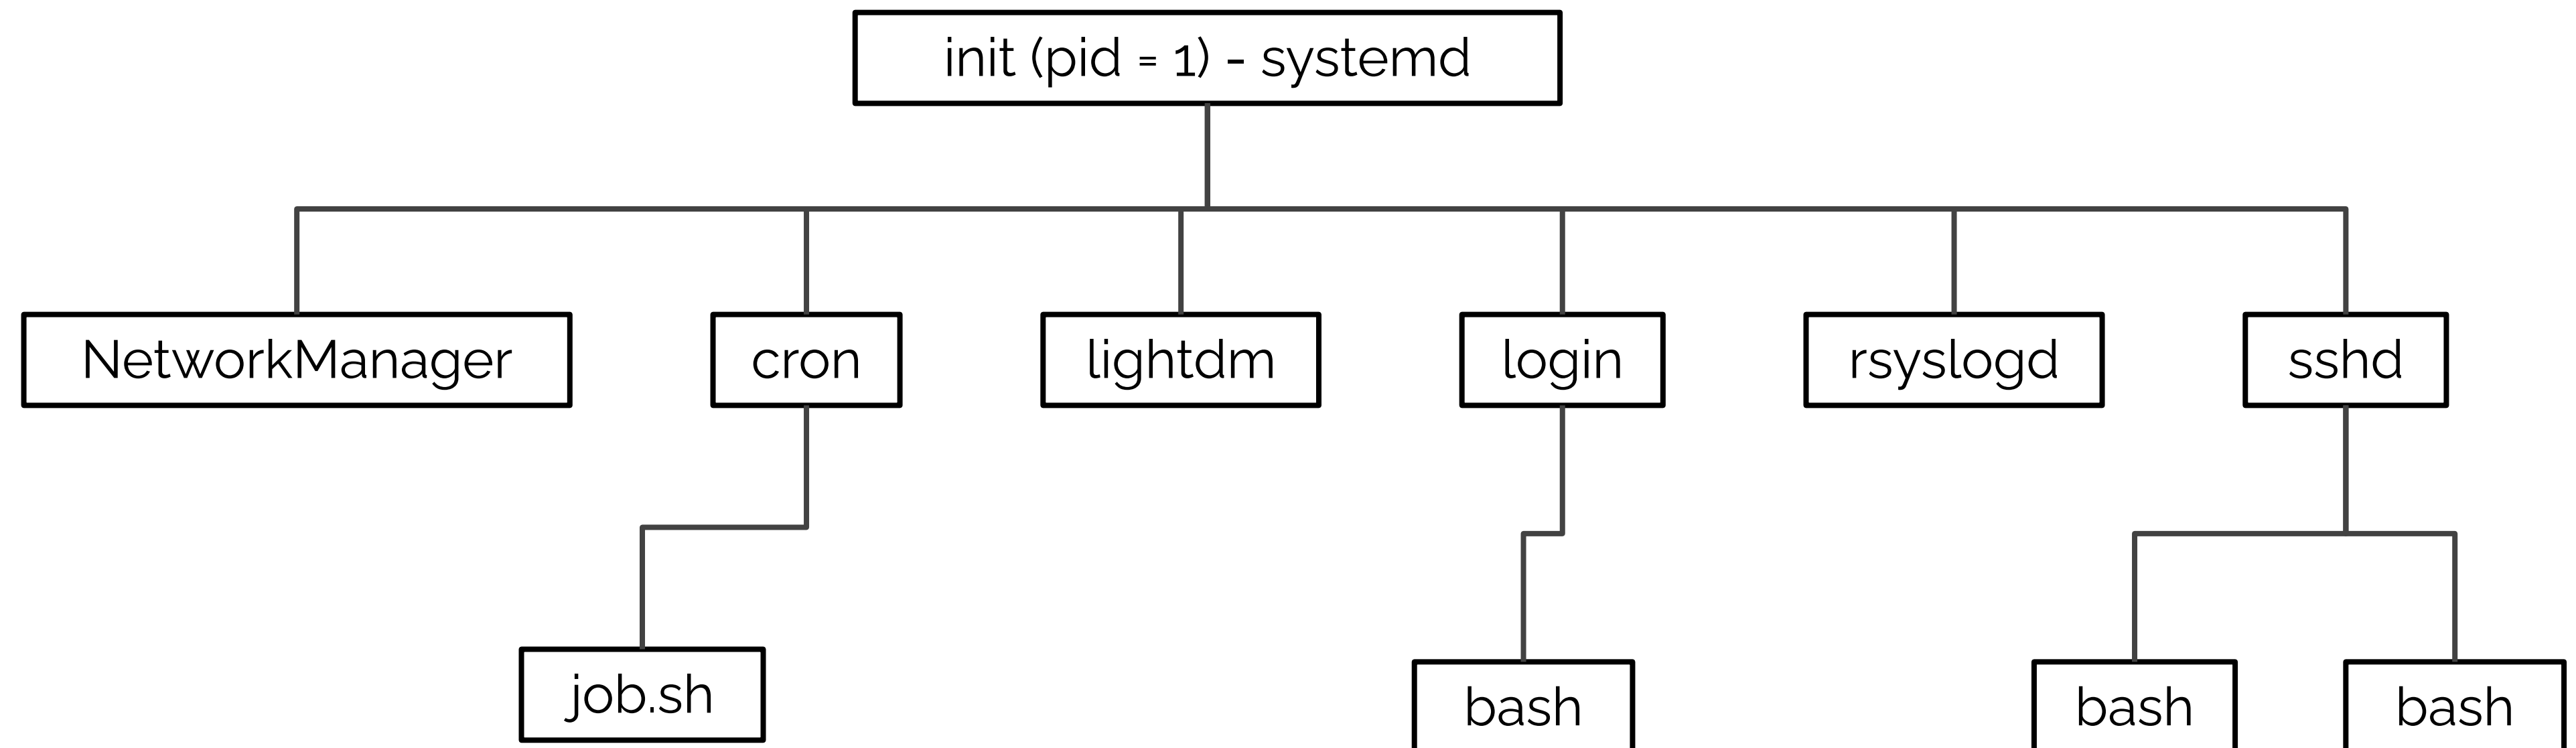 init (pid = 1) - systemd
NetworkManager
cron
lightdm
login
rsyslogd
sshd
job.sh
bash
bash
bash